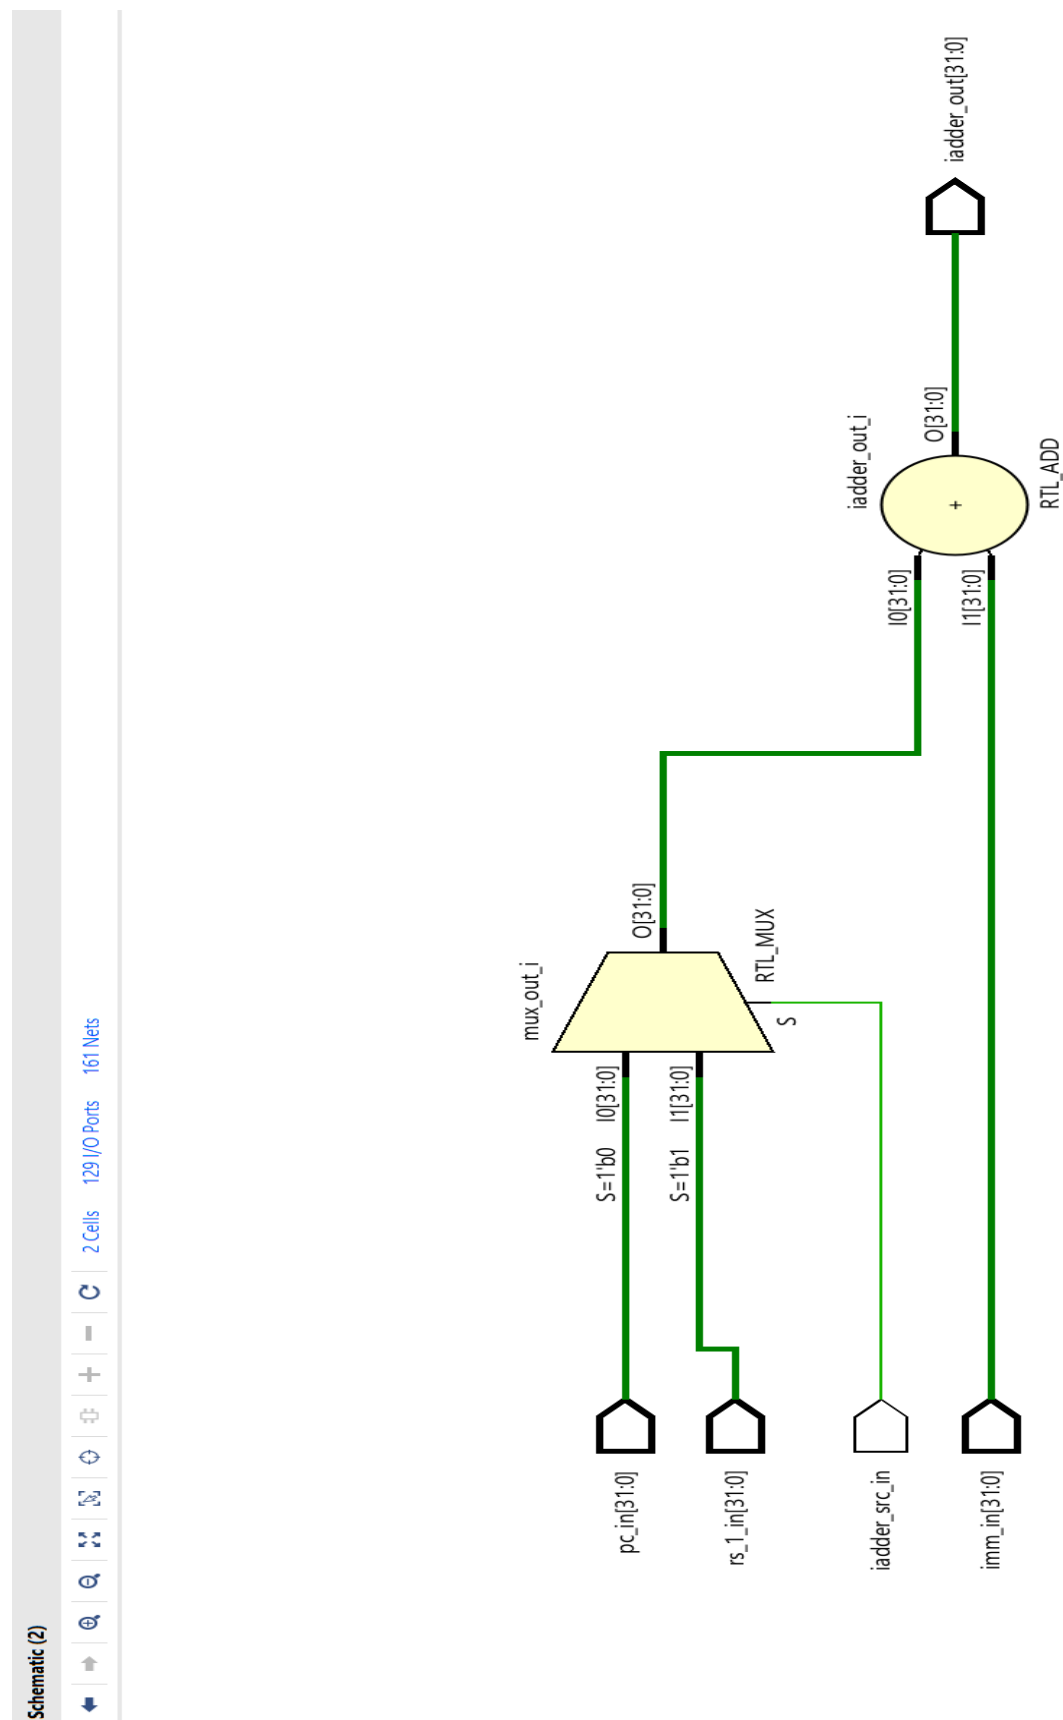 Schematic (2)
2 Cells 129 I/O Ports 161 Nets
mux_out_i
pc_in[31:0]
S=1'b0 I0[31:0]
O[31:0]
rs_1_in[31:0]
S=1'b1 I1[31:0]
RTL_MUX
S
iadder_src_in
imm_in[31:0]
iadder_out_i
I0[31:0]
I1[31:0]
+
O[31:0]
RTL_ADD
iadder_out[31:0]